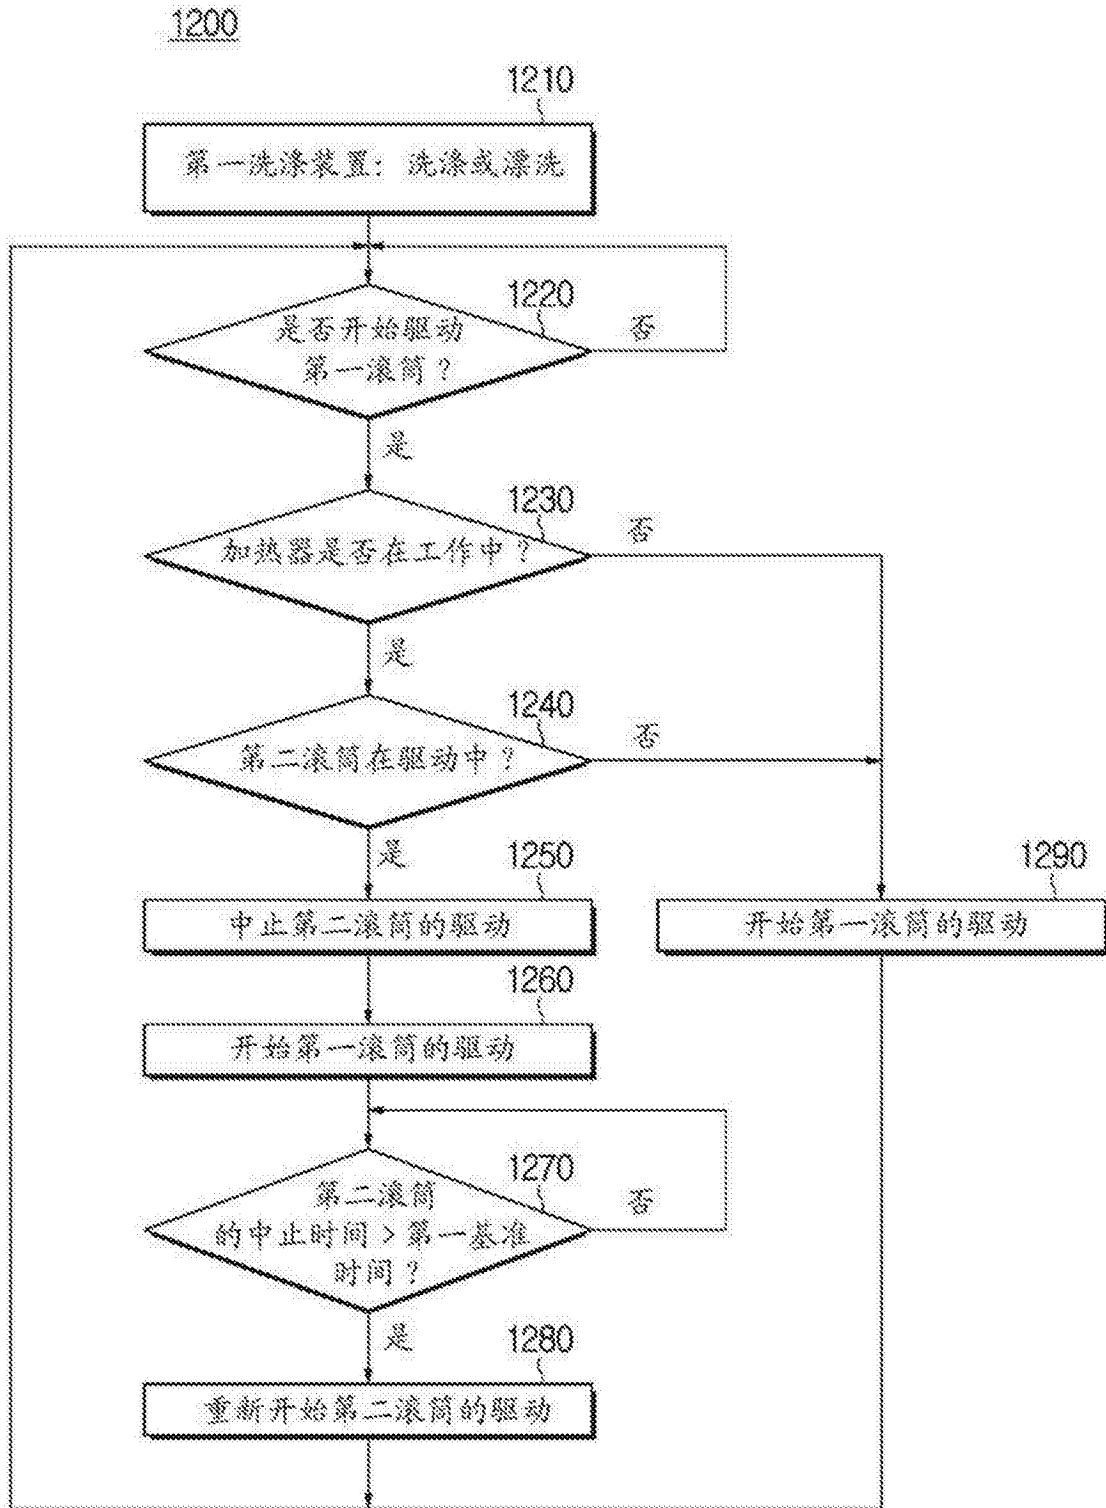 1200
1210
第一洗涤装置：洗涤或漂洗
1220
是否开始驱动
第一滚筒？
否
是
1230
加热器是否在工作中？
否
是
1240
第二滚筒在驱动中？
否
是
1250
中止第二滚筒的驱动
1290
开始第一滚筒的驱动
1260
开始第一滚筒的驱动
1270
第二滚筒
的中止时间>第一基准
时间？
否
是
1280
重新开始第二滚筒的驱动